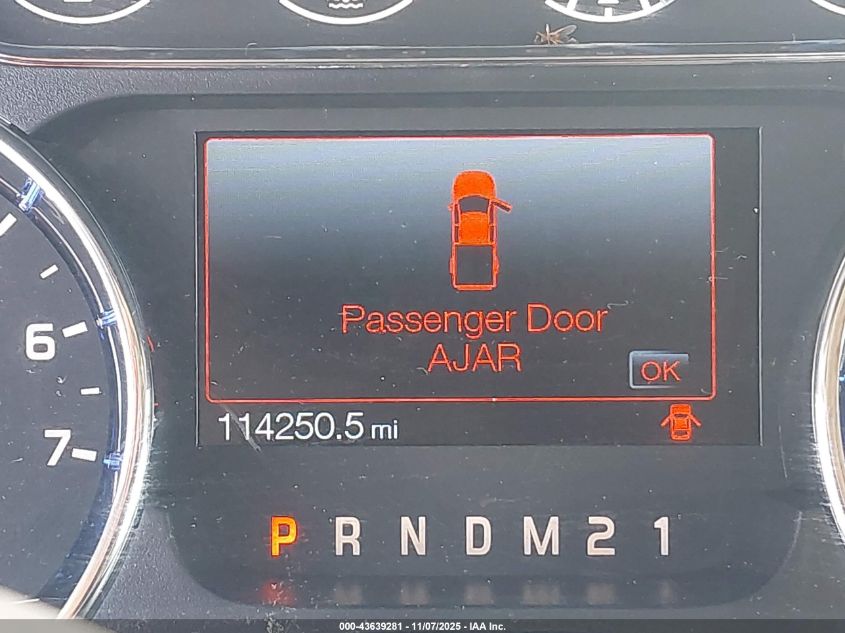 Passenger Door
AJAR
OK
114250.5 mi
6
7
P R N D M 2 1
000-43639281 - 11/07/2025 - IAA Inc.